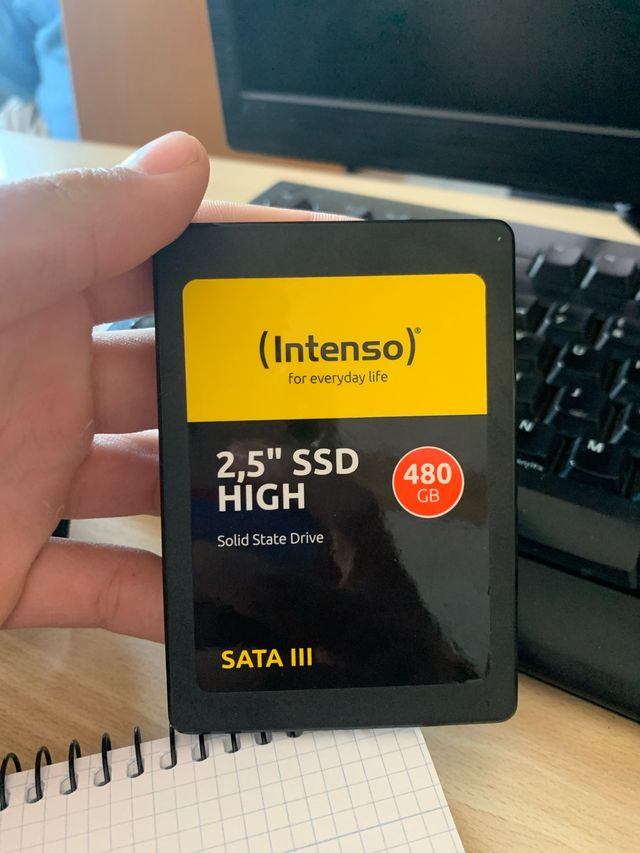 (Intenso)®
for everyday life
2,5" SSD
HIGH
480
GB
Solid State Drive
SATA III
N
M